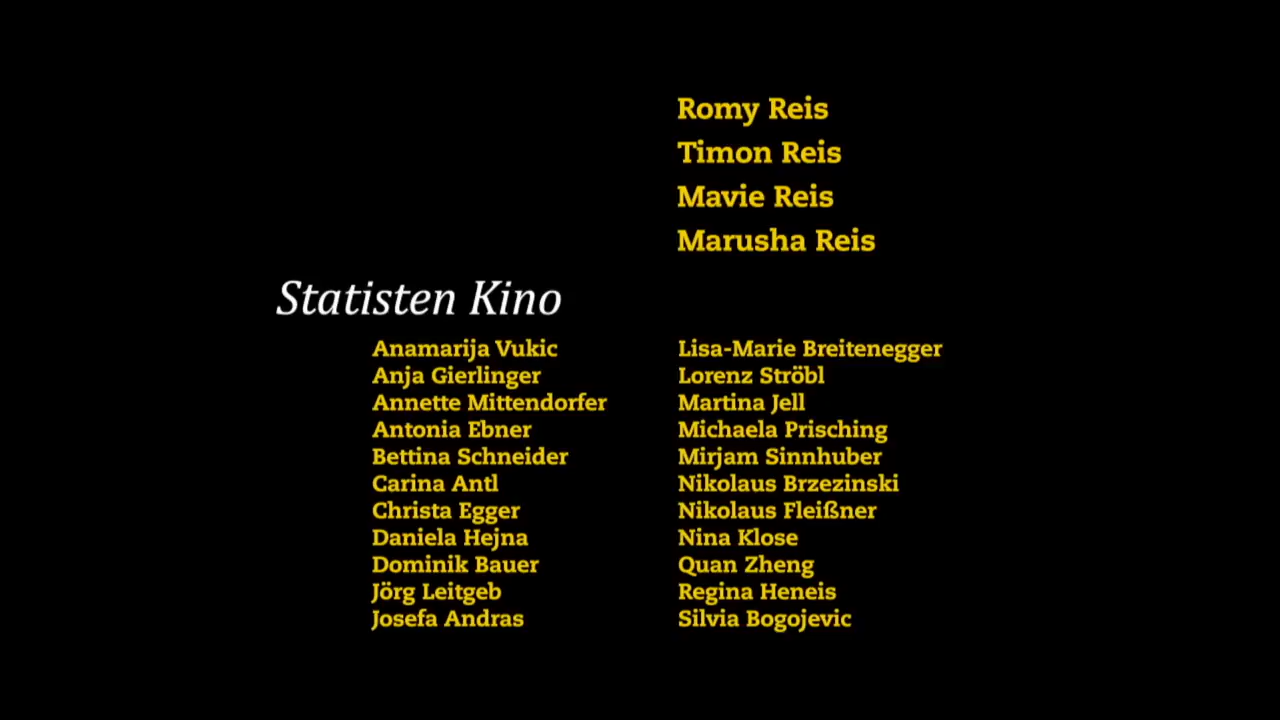 Romy Reis
Timon Reis
Mavie Reis
Marusha Reis
Statisten Kino
Anamarija Vukic
Anja Gierlinger
Annette Mittendorfer
Antonia Ebner
Bettina Schneider
Carina Antl
Christa Egger
Daniela Hejna
Dominik Bauer
Jörg Leitgeb
Josefa Andras
Lisa-Marie Breitenegger
Lorenz Ströbl
Martina Jell
Michaela Prisching
Mirjam Sinnhuber
Nikolaus Brzezinski
Nikolaus Fleißner
Nina Klose
Quan Zheng
Regina Heneis
Silvia Bogojevic